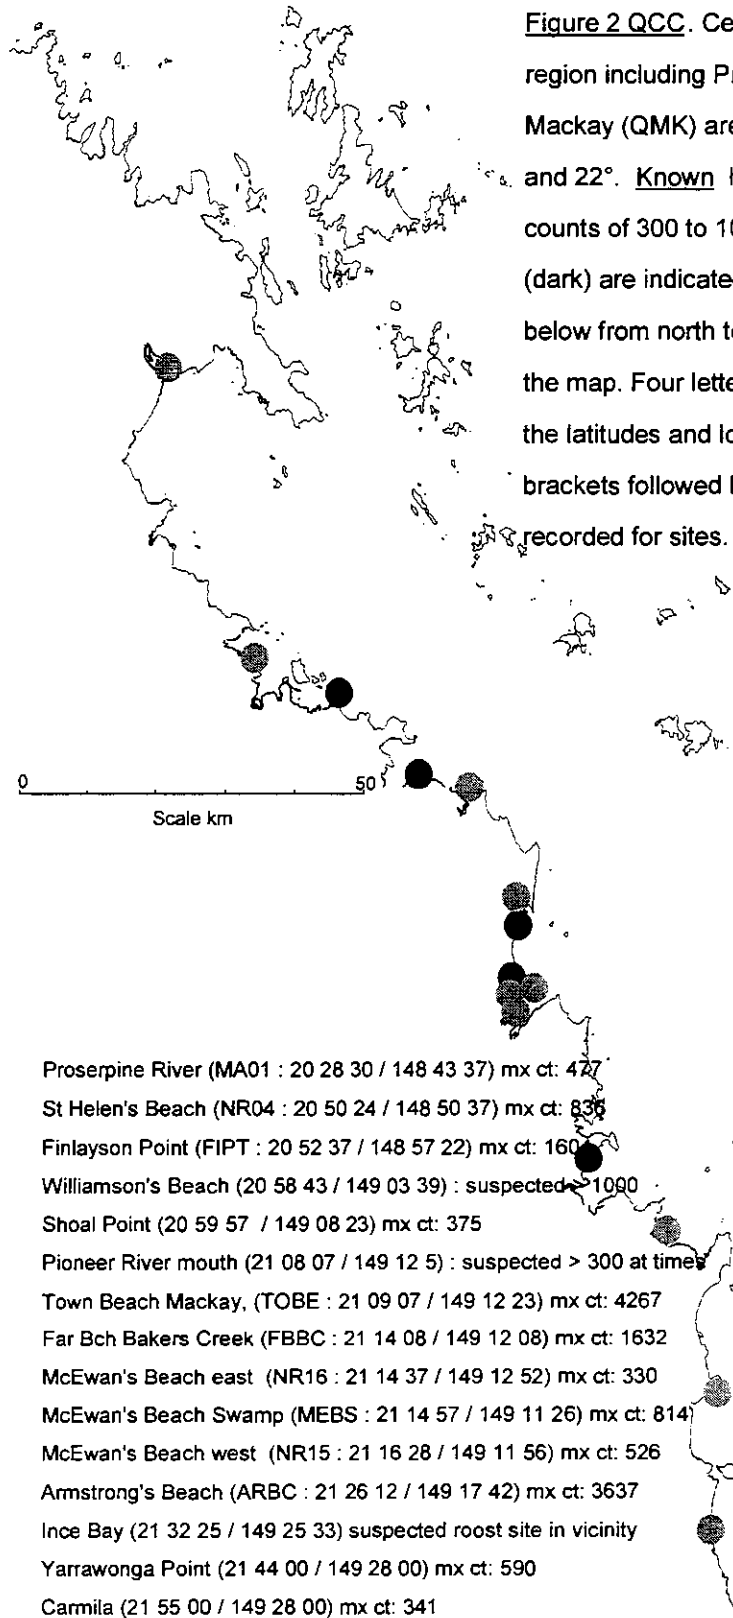 Figure 2 QCC. Ce
region including Pr
Mackay (QMK) are
and 22°. Known
counts of 300 to 10
(dark) are indicate
below from north to
the map. Four lette
the latitudes and lo
brackets followed
recorded for sites.
0 50
Scale km
Proserpine River (MA01 : 20 28 30 / 148 43 37) mx ct: 477
St Helen's Beach (NR04 : 20 50 24 / 148 50 37) mx ct: 836
Finlayson Point (FIPT : 20 52 37 / 148 57 22) mx ct: 160
Williamson's Beach (20 58 43 / 149 03 39) : suspected > 1000
Shoal Point (20 59 57 / 149 08 23) mx ct: 375
Pioneer River mouth (21 08 07 / 149 12 5) : suspected > 300 at times
Town Beach Mackay, (TOBE : 21 09 07 / 149 12 23) mx ct: 4267
Far Bch Bakers Creek (FBBC : 21 14 08 / 149 12 08) mx ct: 1632
McEwan's Beach east (NR16 : 21 14 37 / 149 12 52) mx ct: 330
McEwan's Beach Swamp (MEBS : 21 14 57 / 149 11 26) mx ct: 814
McEwan's Beach west (NR15 : 21 16 28 / 149 11 56) mx ct: 526
Armstrong's Beach (ARBC : 21 26 12 / 149 17 42) mx ct: 3637
Ince Bay (21 32 25 / 149 25 33) suspected roost site in vicinity
Yarrawonga Point (21 44 00 / 149 28 00) mx ct: 590
Carmila (21 55 00 / 149 28 00) mx ct: 341